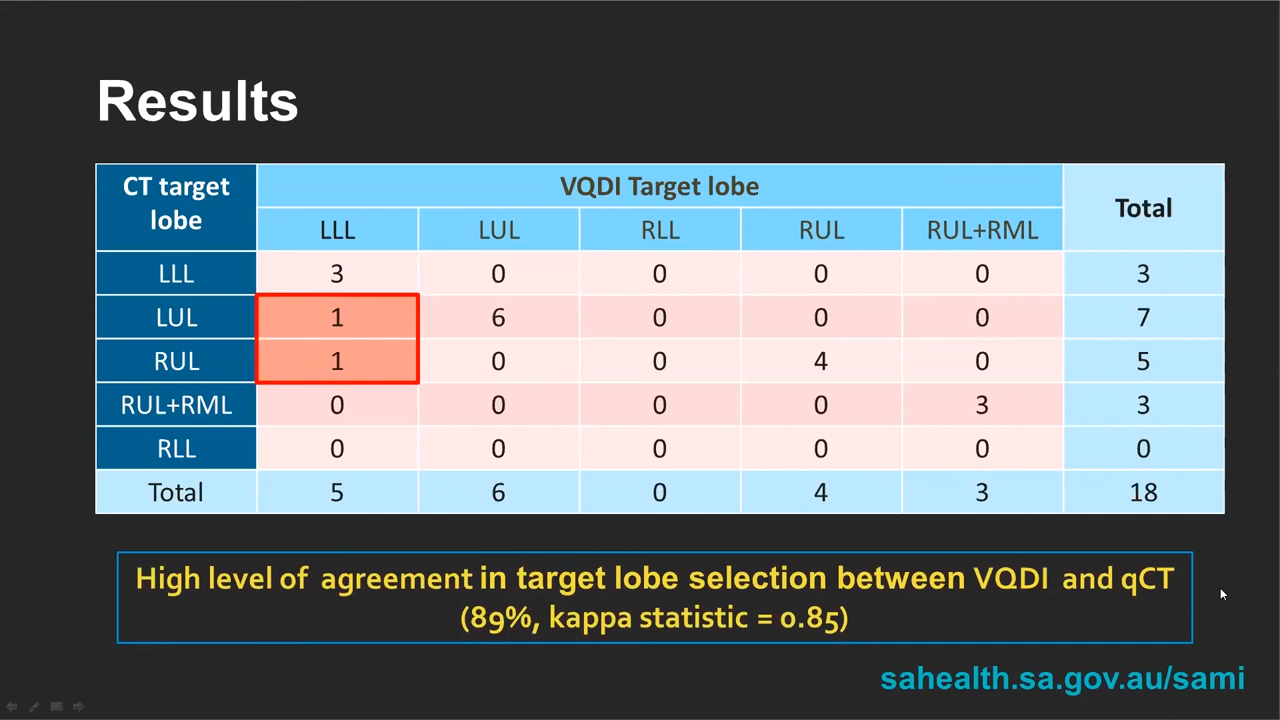 Results
CT target lobe VQDI Target lobe Total
LLL LUL RLL RUL RUL+RML
LLL 3 0 0 0 0 3
LUL 1 6 0 0 0 7
RUL 1 0 0 4 0 5
RUL+RML 0 0 0 0 3 3
RLL 0 0 0 0 0 0
Total 5 6 0 4 3 18
High level of agreement in target lobe selection between VQDI and qCT
(89%, kappa statistic = 0.85)
sahealth.sa.gov.au/sami